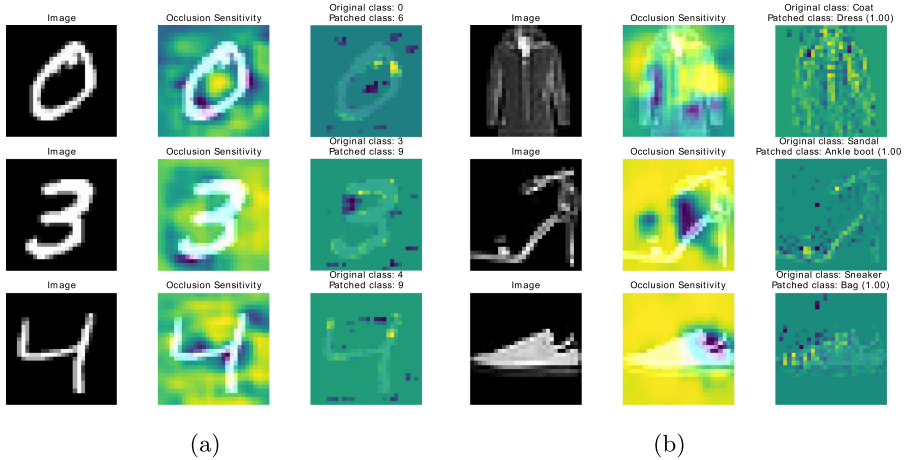 Image
Occlusion Sensitivity
Original class: 0
Patched class: 6
Image
Occlusion Sensitivity
Original class: Coat
Patched class: Dress (1.00)
Image
Occlusion Sensitivity
Original class: 3
Patched class: 9
Image
Occlusion Sensitivity
Original class: Sandal
Patched class: Ankle boot (1.00
Image
Occlusion Sensitivity
Original class: 4
Patched class: 9
Image
Occlusion Sensitivity
Original class: Sneaker
Patched class: Bag (1.00)
(a)
(b)